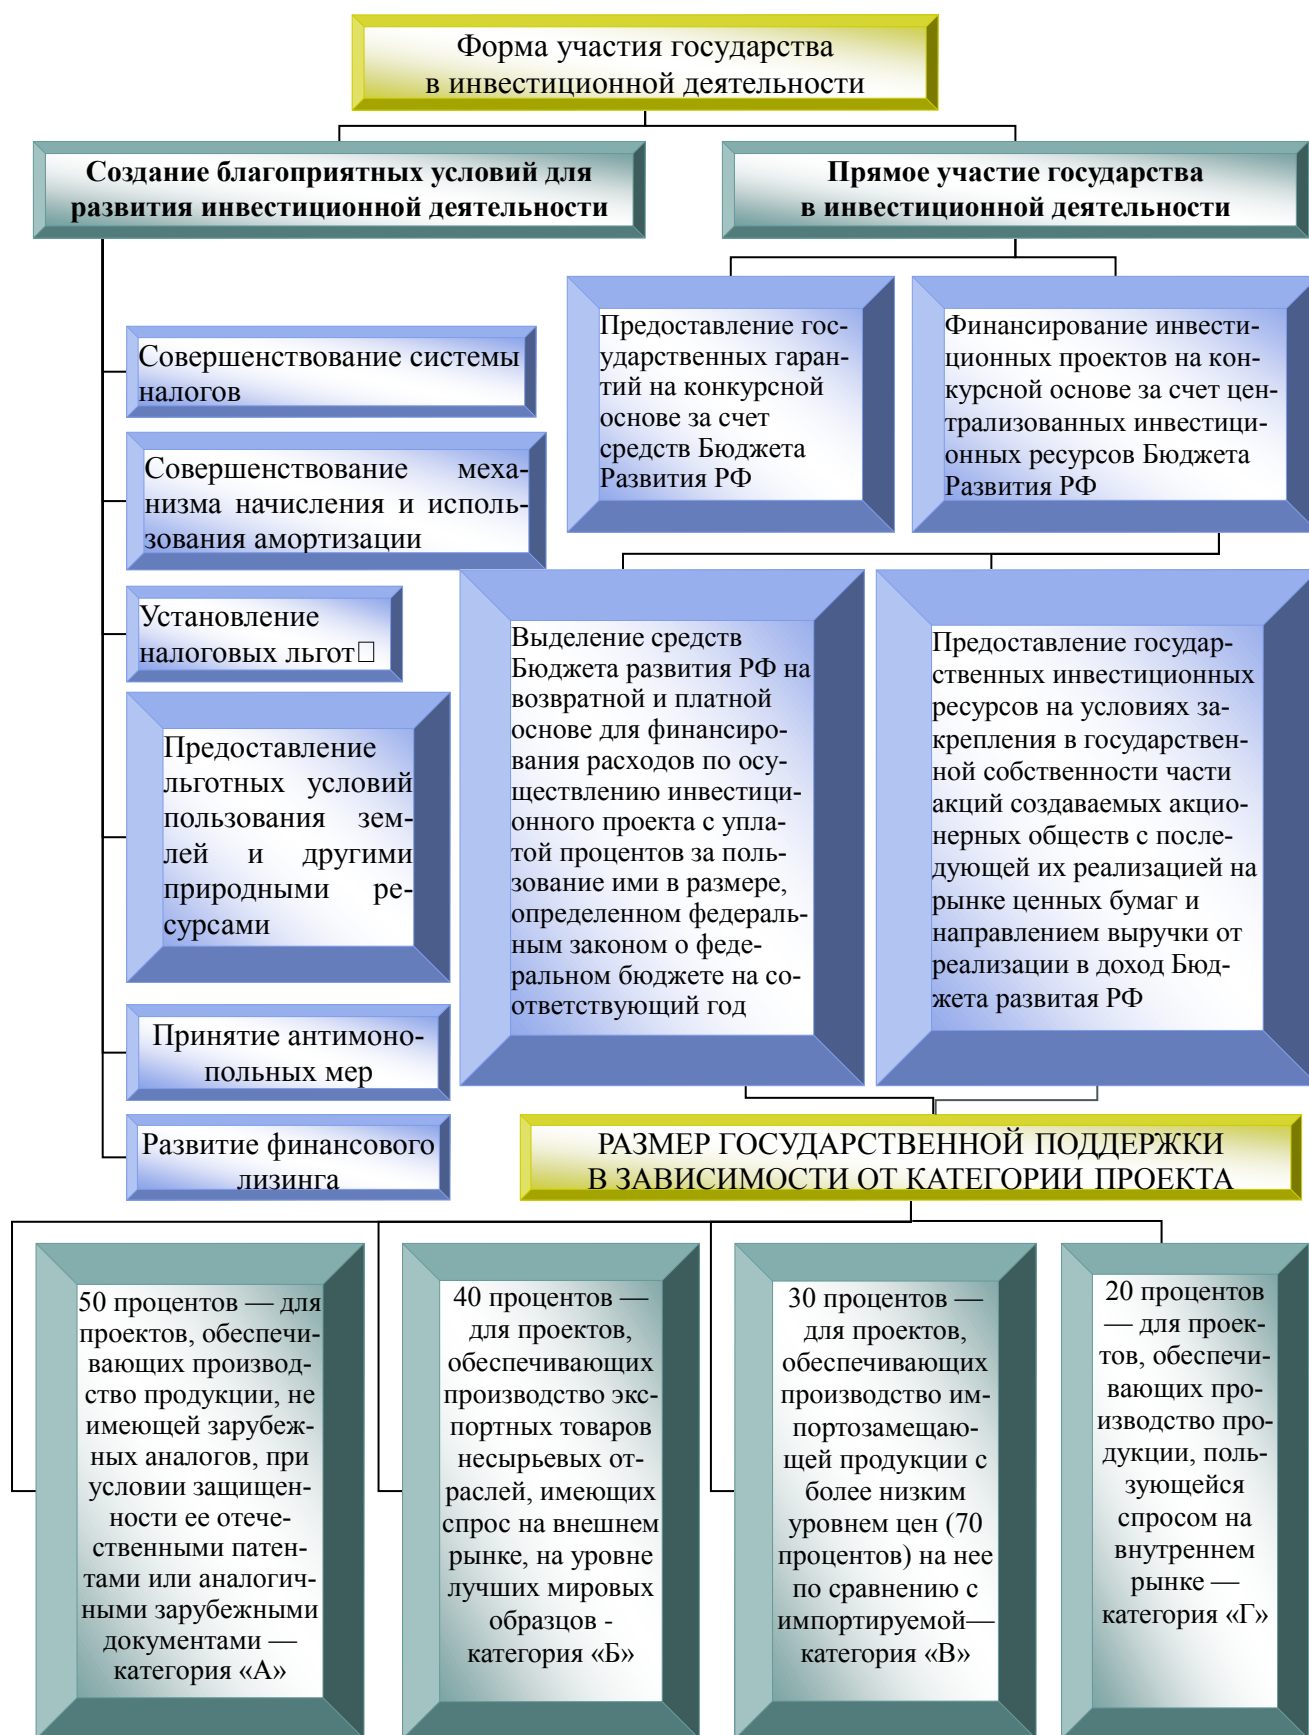 Форма участия государства
в инвестиционной деятельности
Создание благоприятных условий для
развития инвестиционной деятельности
Прямое участие государства
в инвестиционной деятельности
Совершенствование системы
налогов
Совершенствование меха-
низма начисления и исполь-
зования амортизации
Установление
налоговых льгот
Предоставление
льготных условий
пользования зем-
лей и другими
природными ре-
сурсами
Принятие антимоно-
польных мер
Развитие финансового
лизинга
Предоставление гос-
ударственных гаран-
тий на конкурсной
основе за счет
средств Бюджета
Развития РФ
Финансирование инвести-
ционных проектов на кон-
курсной основе за счет цен-
трализованных инвестици-
онных ресурсов Бюджета
Развития РФ
Выделение средств
Бюджета развития РФ на
возвратной и платной
основе для финансиро-
вания расходов по осу-
ществлению инвестици-
онного проекта с упла-
той процентов за поль-
зование ими в размере,
определенном федераль-
ным законом о феде-
ральном бюджете на со-
ответствующий год
Предоставление государ-
ственных инвестиционных
ресурсов на условиях за-
крепления в государствен-
ной собственности части
акций создаваемых акцио-
нерных обществ с после-
дующей их реализацией на
рынке ценных бумаг и
направлением выручки от
реализации в доход Бюд-
жета развитая РФ
РАЗМЕР ГОСУДАРСТВЕННОЙ ПОДДЕРЖКИ
В ЗАВИСИМОСТИ ОТ КАТЕГОРИИ ПРОЕКТА
50 процентов — для
проектов, обеспечи-
вающих производ-
ство продукции, не
имеющей зарубеж-
ных аналогов, при
условии защищен-
ности ее отече-
ственными патен-
тами или аналогич-
ными зарубежными
документами —
категория «А»
40 процентов —
для проектов,
обеспечивающих
производство экс-
портных товаров
несырьевых от-
раслей, имеющих
спрос на внешнем
рынке, на уровне
лучших мировых
образцов -
категория «Б»
30 процентов —
для проектов,
обеспечивающих
производство им-
портозамещаю-
щей продукции с
более низким
уровнем цен (70
процентов) на нее
по сравнению с
импортируемой—
категория «В»
20 процентов
— для проек-
тов, обеспечи-
вающих про-
изводство про-
дукции, поль-
зующейся
спросом на
внутреннем
рынке —
категория «Г»